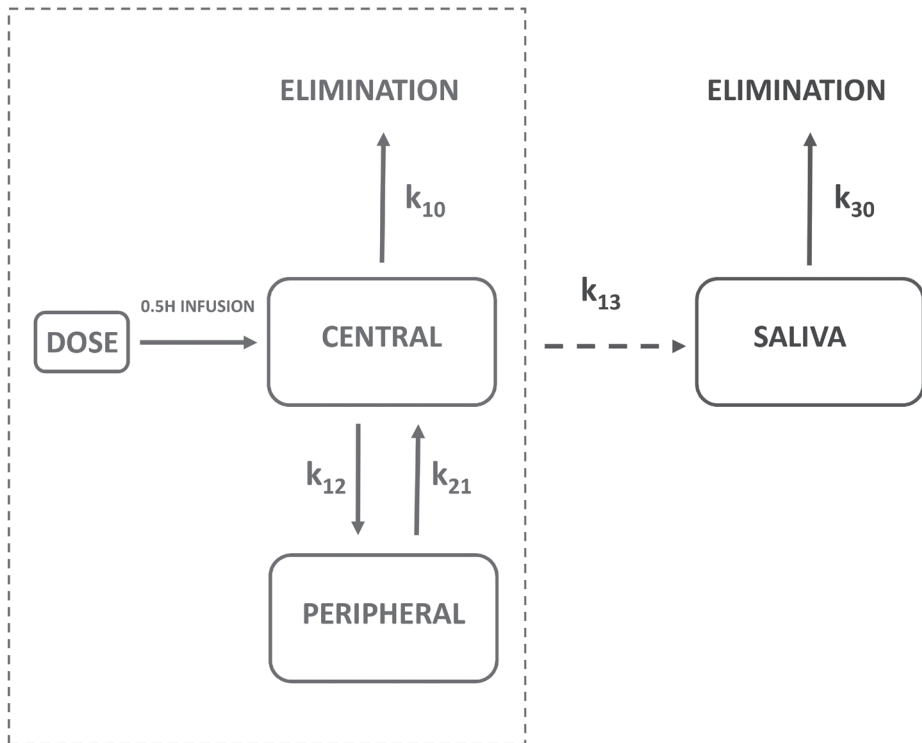 ELIMINATION
ELIMINATION
k10
k30
0.5H INFUSION
k13
DOSE
CENTRAL
SALIVA
k12
k21
PERIPHERAL